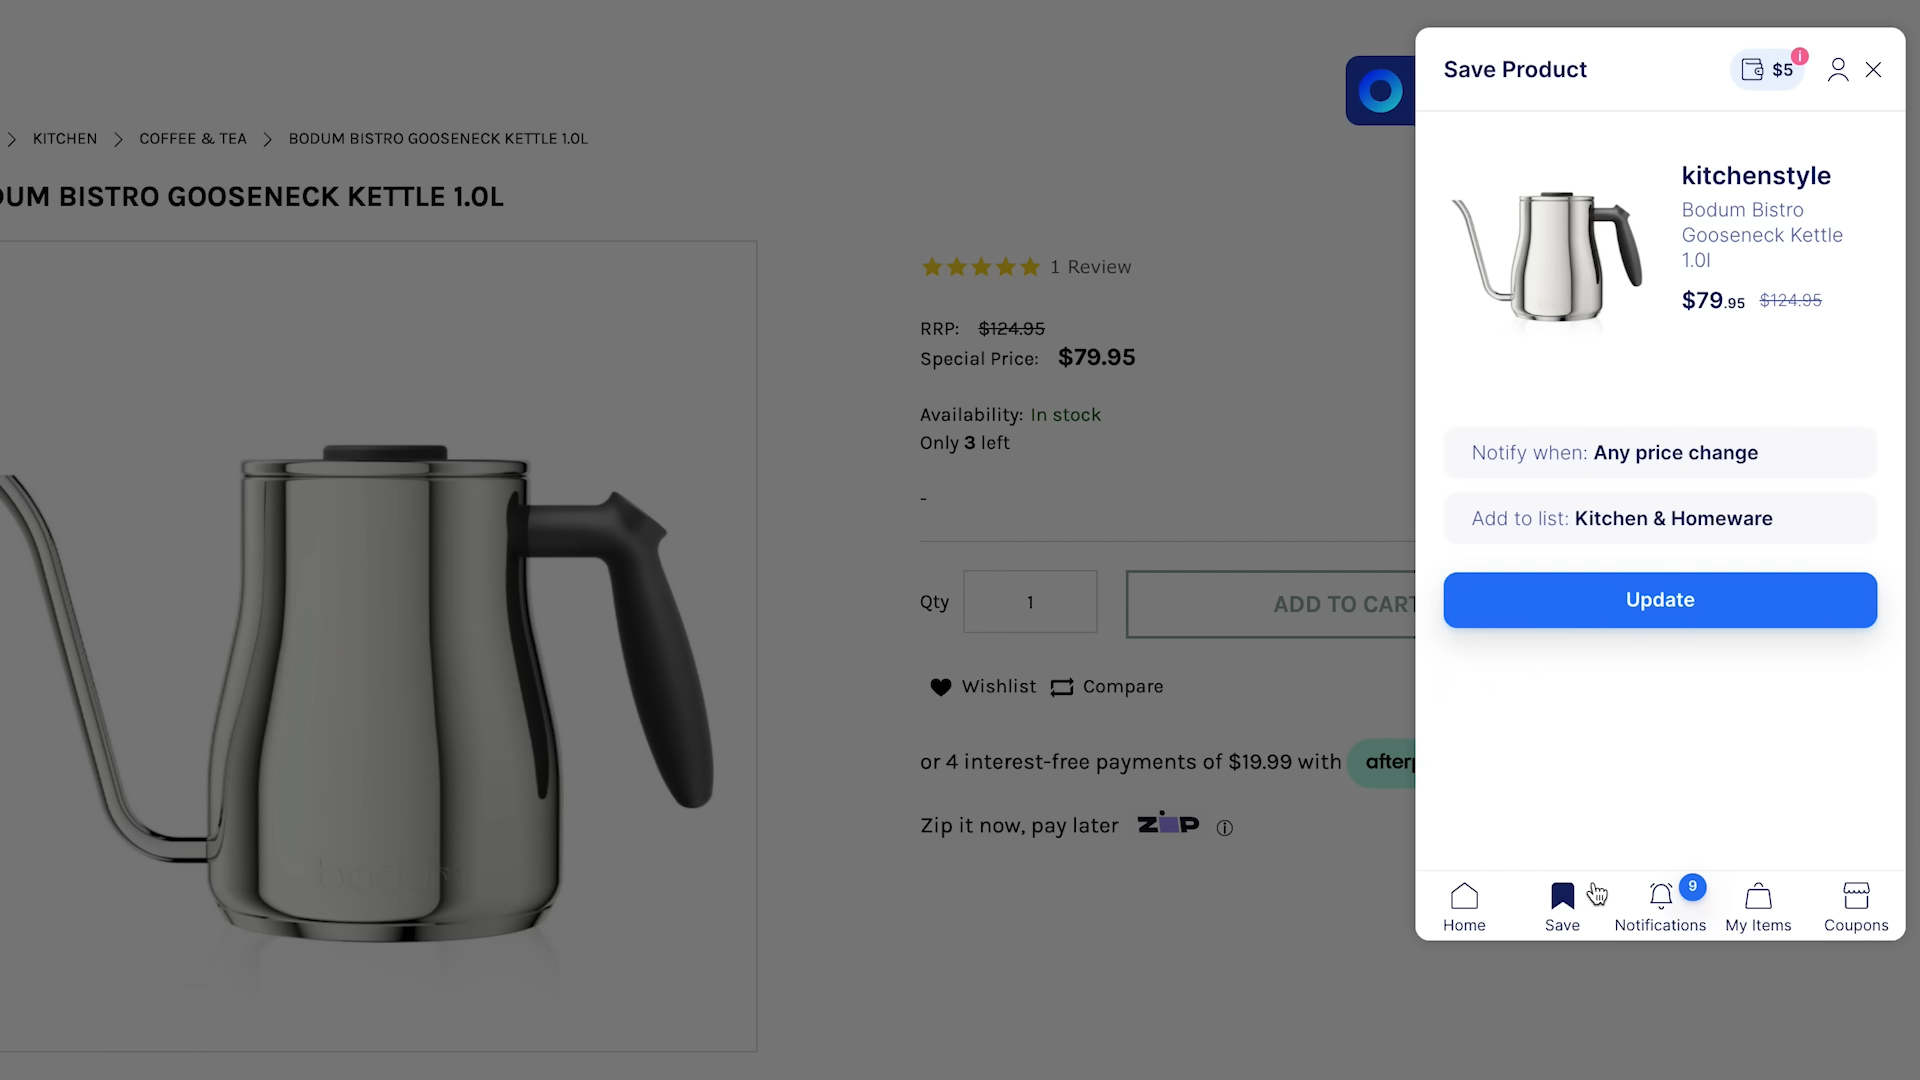 KITCHEN
COFFEE & TEA
BODUM BISTRO GOOSENECK KETTLE 1.0L
BISTRO GOOSENECK KETTLE 1.0L
1 Review
RRP: $124.95
Special Price: $79.95
Availability: In stock
Only 3 left
-
Qty 1 ADD TO CART
Wishlist Compare
or 4 interest-free payments of $19.99 with
Zip it now, pay later ZIP
bodum
Save Product
$5
kitchenstyle
Bodum Bistro
Gooseneck Kettle
1.0l
$79.95 $124.95
Notify when: Any price change
Add to list: Kitchen & Homeware
Update
9
Home
Save
Notifications
My Items
Coupons